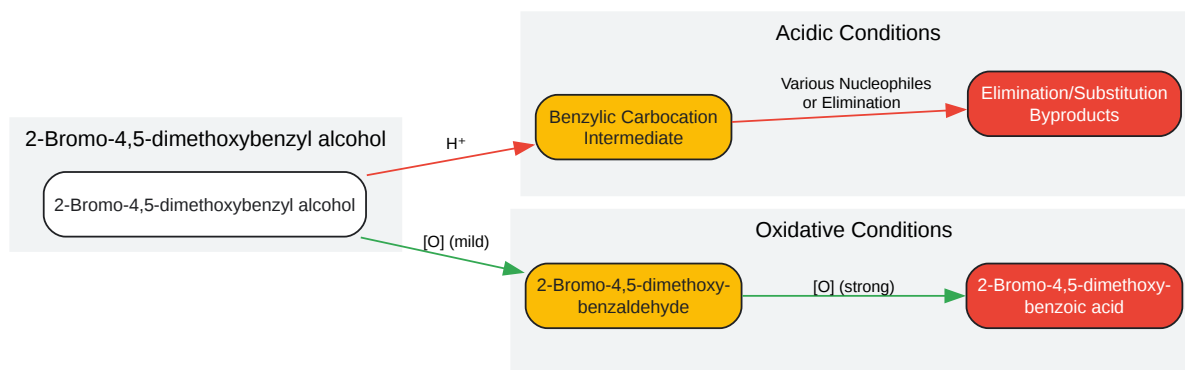 2-Bromo-4,5-dimethoxybenzyl alcohol
2-Bromo-4,5-dimethoxybenzyl alcohol
H⁺
[O] (mild)
Acidic Conditions
Benzylic Carbocation
Intermediate
Various Nucleophiles
or Elimination
Elimination/Substitution
Byproducts
Oxidative Conditions
2-Bromo-4,5-dimethoxy-
benzaldehyde
[O] (strong)
2-Bromo-4,5-dimethoxy-
benzoic acid